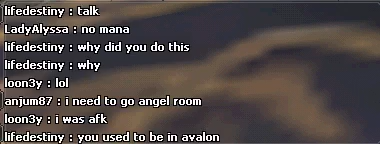 lifedestiny : talk
LadyAlyssa : no mana
lifedestiny : why did you do this
lifedestiny : why
loon3y : lol
anjum87 : i need to go angel room
loon3y : i was afk
lifedestiny : you used to be in avalon